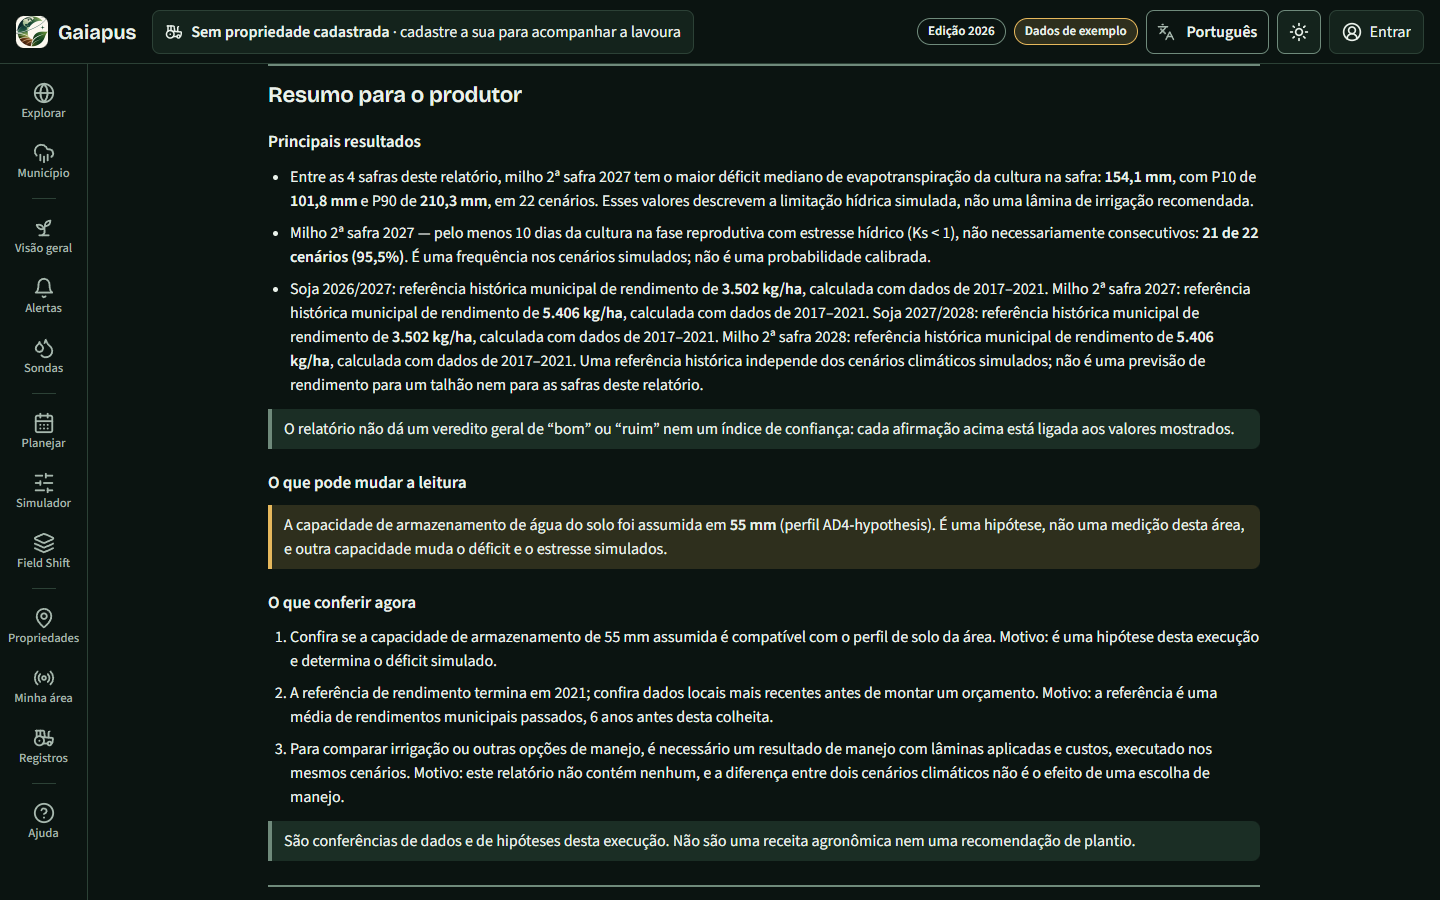 Gaiapus
Sem propriedade cadastrada · cadastre a sua para acompanhar a lavoura
Edição 2026
Dados de exemplo
Português
Entrar
Explorar
Município
Visão geral
Alertas
Sondas
Planejar
Simulador
Field Shift
Propriedades
Minha área
Registros
Ajuda
Resumo para o produtor
Principais resultados
• Entre as 4 safras deste relatório, milho 2ª safra 2027 tem o maior déficit mediano de evapotranspiração da cultura na safra: 154,1 mm, com P10 de
101,8 mm e P90 de 210,3 mm, em 22 cenários. Esses valores descrevem a limitação hídrica simulada, não uma lâmina de irrigação recomendada.
• Milho 2ª safra 2027 — pelo menos 10 dias da cultura na fase reprodutiva com estresse hídrico (Ks < 1), não necessariamente consecutivos: 21 de 22
cenários (95,5%). É uma frequência nos cenários simulados; não é uma probabilidade calibrada.
• Soja 2026/2027: referência histórica municipal de rendimento de 3.502 kg/ha, calculada com dados de 2017–2021. Milho 2ª safra 2027: referência
histórica municipal de rendimento de 5.406 kg/ha, calculada com dados de 2017–2021. Soja 2027/2028: referência histórica municipal de
rendimento de 3.502 kg/ha, calculada com dados de 2017–2021. Milho 2ª safra 2028: referência histórica municipal de rendimento de 5.406
kg/ha, calculada com dados de 2017–2021. Uma referência histórica independe dos cenários climáticos simulados; não é uma previsão de
rendimento para um talhão nem para as safras deste relatório.
O relatório não dá um veredito geral de “bom” ou “ruim” nem um índice de confiança: cada afirmação acima está ligada aos valores mostrados.
O que pode mudar a leitura
A capacidade de armazenamento de água do solo foi assumida em 55 mm (perfil AD4-hypothesis). É uma hipótese, não uma medição desta área,
e outra capacidade muda o déficit e o estresse simulados.
O que conferir agora
1. Confira se a capacidade de armazenamento de 55 mm assumida é compatível com o perfil de solo da área. Motivo: é uma hipótese desta execução
e determina o déficit simulado.
2. A referência de rendimento termina em 2021; confira dados locais mais recentes antes de montar um orçamento. Motivo: a referência é uma
média de rendimentos municipais passados, 6 anos antes desta colheita.
3. Para comparar irrigação ou outras opções de manejo, é necessário um resultado de manejo com lâminas aplicadas e custos, executado nos
mesmos cenários. Motivo: este relatório não contém nenhum, e a diferença entre dois cenários climáticos não é o efeito de uma escolha de
manejo.
São conferências de dados e de hipóteses desta execução. Não são uma receita agronômica nem uma recomendação de plantio.